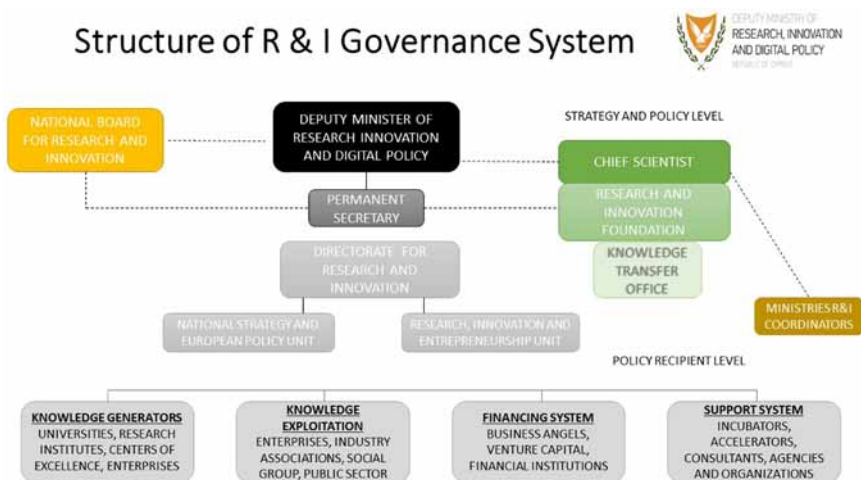 Structure of R & I Governance System
DEPUTY MINISTRY OF
RESEARCH, INNOVATION
AND DIGITAL POLICY
REPUBLIC OF CYPRUS
STRATEGY AND POLICY LEVEL
NATIONAL BOARD
FOR RESEARCH AND
INNOVATION
DEPUTY MINISTER OF
RESEARCH INNOVATION
AND DIGITAL POLICY
CHIEF SCIENTIST
PERMANENT
SECRETARY
RESEARCH AND
INNOVATION
FOUNDATION
DIRECTORATE FOR
RESEARCH AND
INNOVATION
KNOWLEDGE
TRANSFER
OFFICE
MINISTRIES R&I
COORDINATORS
NATIONAL STRATEGY AND
EUROPEAN POLICY UNIT
RESEARCH, INNOVATION AND
ENTREPRENEURSHIP UNIT
POLICY RECIPIENT LEVEL
KNOWLEDGE GENERATORS
UNIVERSITIES, RESEARCH
INSTITUTES, CENTERS OF
EXCELLENCE, ENTERPRISES
KNOWLEDGE
EXPLOITATION
ENTERPRISES, INDUSTRY
ASSOCIATIONS, SOCIAL
GROUP, PUBLIC SECTOR
FINANCING SYSTEM
BUSINESS ANGELS,
VENTURE CAPITAL,
FINANCIAL INSTITUTIONS
SUPPORT SYSTEM
INCUBATORS,
ACCELERATORS,
CONSULTANTS, AGENCIES
AND ORGANIZATIONS